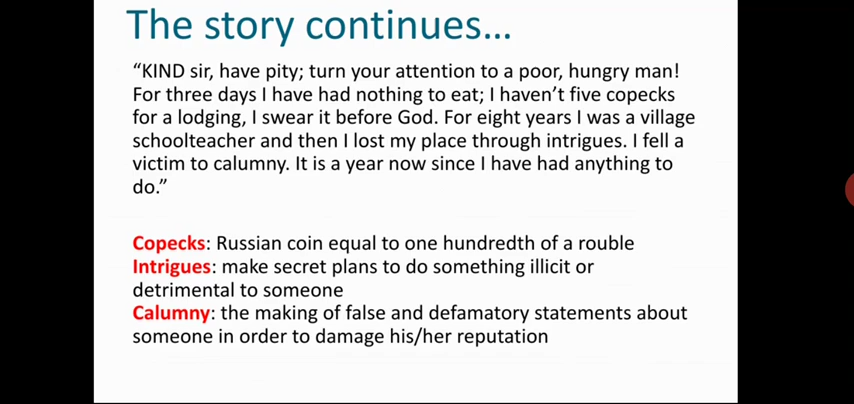 The story continues...
“KIND sir, have pity; turn your attention to a poor, hungry man!
For three days I have had nothing to eat; I haven’t five copecks
for a lodging, I swear it before God. For eight years I was a village
schoolteacher and then I lost my place through intrigues. I fell a
victim to calumny. It is a year now since I have had anything to
do.”
Copecks: Russian coin equal to one hundredth of a rouble
Intrigues: make secret plans to do something illicit or
detrimental to someone
Calumny: the making of false and defamatory statements about
someone in order to damage his/her reputation